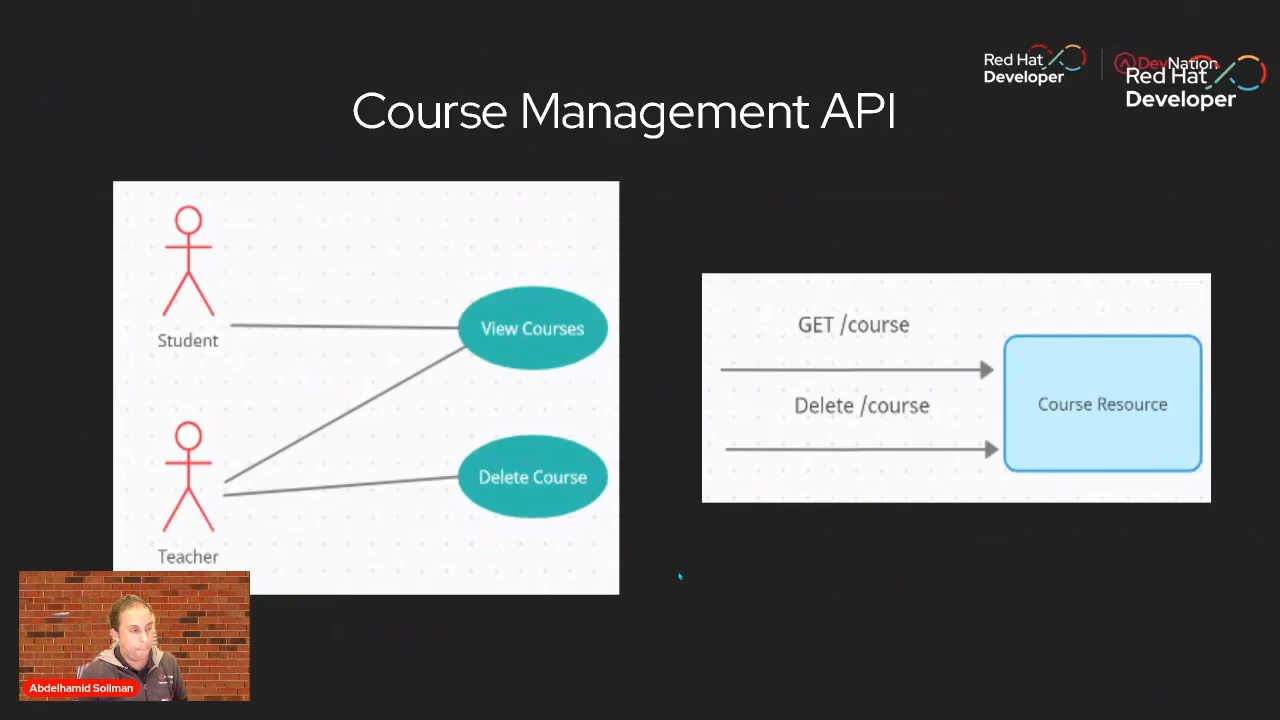 Red Hat
Developer
DevNation
Red Hat
Developer
Course Management API
Student
View Courses
Teacher
Delete Course
GET /course
Delete /course
Course Resource
Abdelhamid Soliman